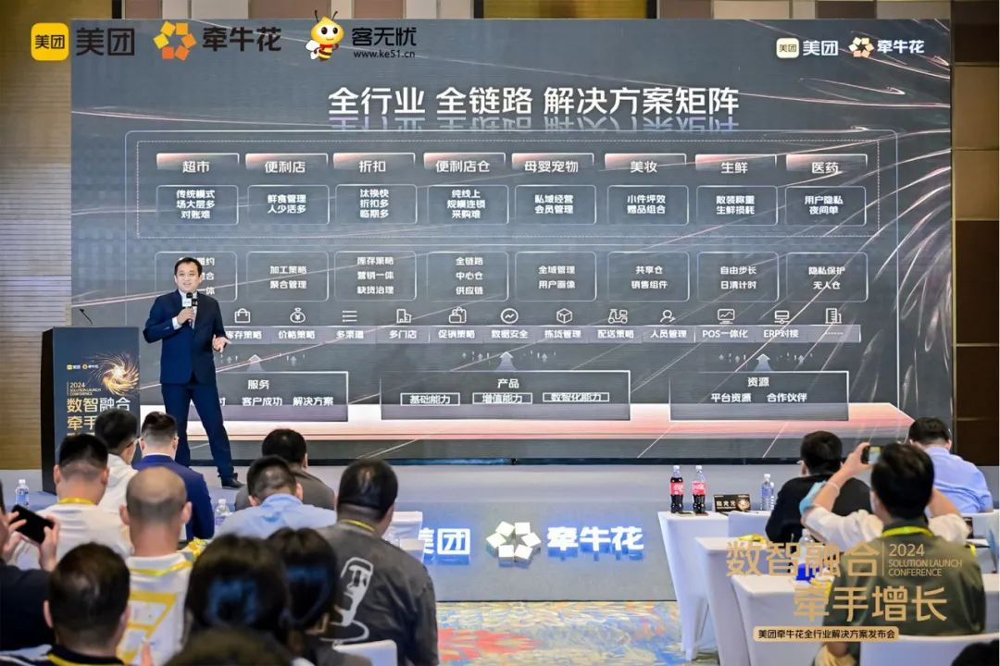 美团 美团 牵牛花 客无忧
www.ke51.cn
美团 美团 牵牛花
全行业 全链路 解决方案矩阵
超市 便利店 折扣 便利店仓 母婴宠物 美妆 生鲜 医药
传统模式
场大层多
对账难
鲜食管理
人少活多
汰换快
折扣多
临期多
纯线上
规模连锁
采购难
私域经营
会员管理
小件坪效
赠品组合
散装称重
生鲜损耗
用户隐私
夜间单
加工策略
聚合管理
库存策略
营销一体
缺货治理
全链路
中心仓
供应链
全域管理
用户画像
共享仓
销售组件
自由步长
日清计时
隐私保护
无人仓
库存策略 价格策略 多渠道 多门店 促销策略 数据安全 拣货管理 配送策略 人员管理 POS一体化 ERP对接 ......
服务
客户成功 解决方案
产品
基础能力 增值能力 数智化能力
资源
平台资源 合作伙伴
美团 牵牛花
2024
SOLUTION LAUNCH
CONFERENCE
数智融合
牵手
美团 牵牛花
数智融合
2024
SOLUTION LAUNCH
CONFERENCE
牵手增长
美团牵牛花全行业解决方案发布会